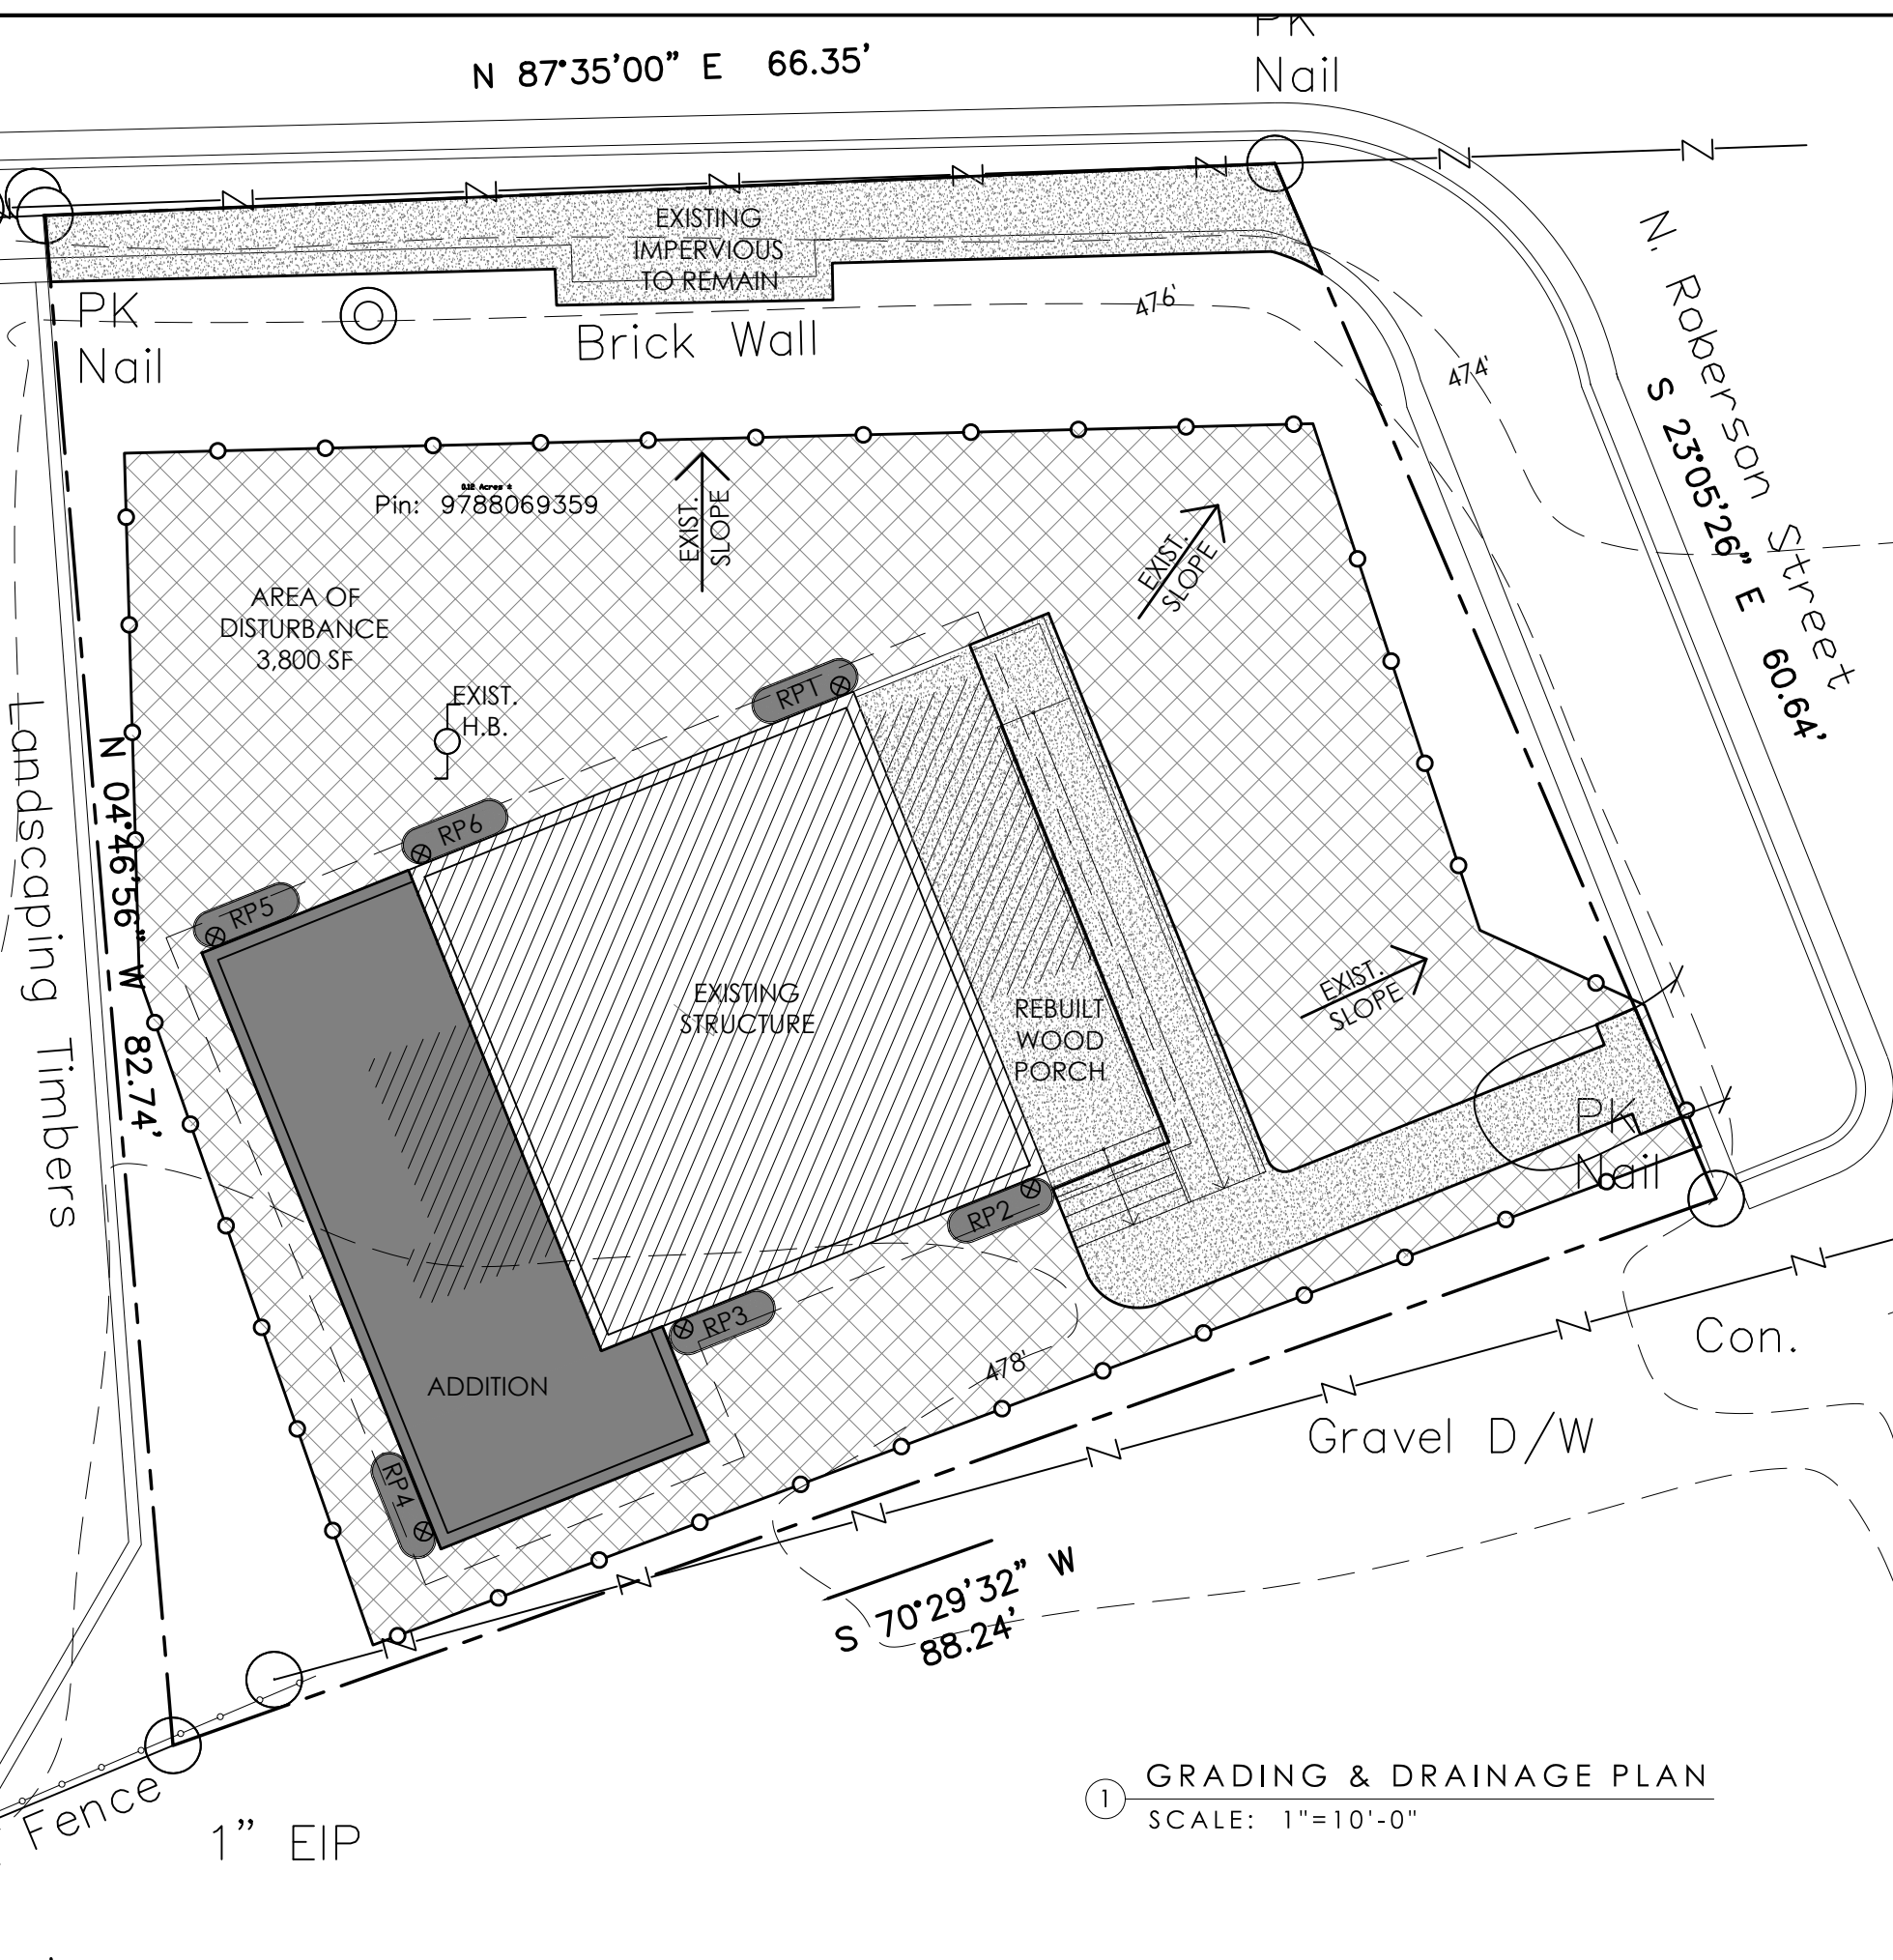 PK
Nail
N 87°35'00" E 66.35'
EXISTING
IMPERVIOUS
TO REMAIN
PK
Nail
Brick Wall
476'
474'
N. Roberson Street
S 23°05'26" E 60.64'
0.12 Acres ±
Pin: 9788069359
EXIST.
SLOPE
EXIST.
SLOPE
AREA OF
DISTURBANCE
3,800 SF
EXIST.
H.B.
RP1
RP6
RP5
Landscaping Timbers
N 04°46'56" W 82.74'
EXISTING
STRUCTURE
REBUILT
WOOD
PORCH
EXIST.
SLOPE
PK
Nail
RP2
RP3
ADDITION
478'
RP4
Con.
Gravel D/W
S 70°29'32" W
88.24'
Fence
1" EIP
1
GRADING & DRAINAGE PLAN
SCALE: 1"=10'-0"